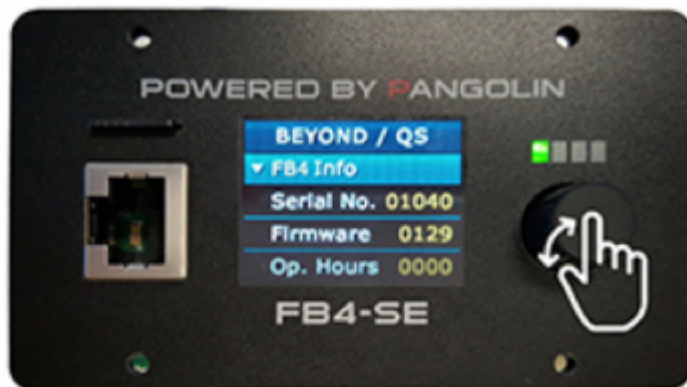 POWERED BY PANGOLIN
BEYOND / QS
▼ FB4 Info
Serial No. 01040
Firmware 0129
Op. Hours 0000
FB4-SE